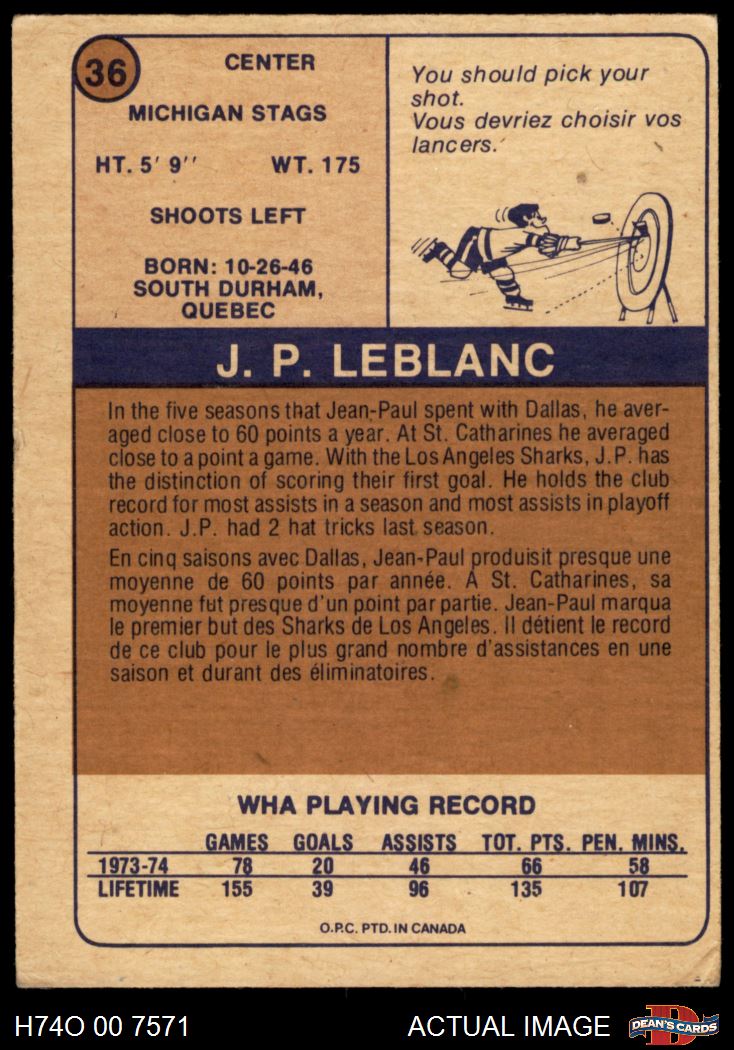 36
CENTER
MICHIGAN STAGS
HT. 5' 9'' WT. 175
SHOOTS LEFT
BORN: 10-26-46
SOUTH DURHAM,
QUEBEC
You should pick your
shot.
Vous devriez choisir vos
lancers.
J. P. LEBLANC
In the five seasons that Jean-Paul spent with Dallas, he aver-
aged close to 60 points a year. At St. Catharines he averaged
close to a point a game. With the Los Angeles Sharks, J.P. has
the distinction of scoring their first goal. He holds the club
record for most assists in a season and most assists in playoff
action. J.P. had 2 hat tricks last season.
En cinq saisons avec Dallas, Jean-Paul produisit presque une
moyenne de 60 points par année. À St. Catharines, sa
moyenne fut presque d'un point par partie. Jean-Paul marqua
le premier but des Sharks de Los Angeles. Il détient le record
de ce club pour le plus grand nombre d'assistances en une
saison et durant des éliminatoires.
WHA PLAYING RECORD
GAMES GOALS ASSISTS TOT. PTS. PEN. MINS.
1973-74 78 20 46 66 58
LIFETIME 155 39 96 135 107
O.P.C. PTD. IN CANADA
H74O 00 7571 ACTUAL IMAGE D DEAN'S CARDS